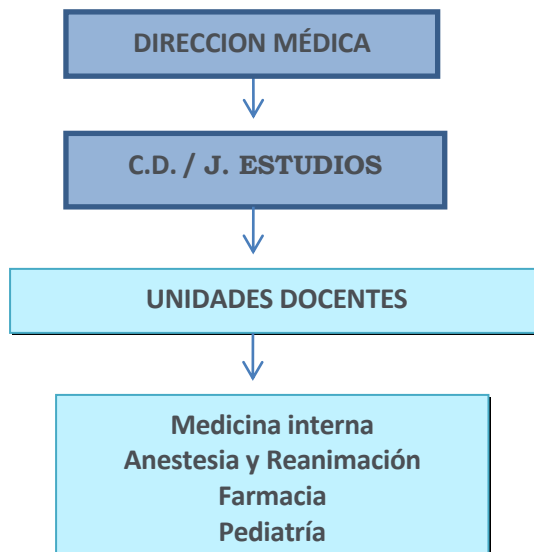 DIRECCION MÉDICA
C.D. / J. ESTUDIOS
UNIDADES DOCENTES
Medicina interna
Anestesia y Reanimación
Farmacia
Pediatría